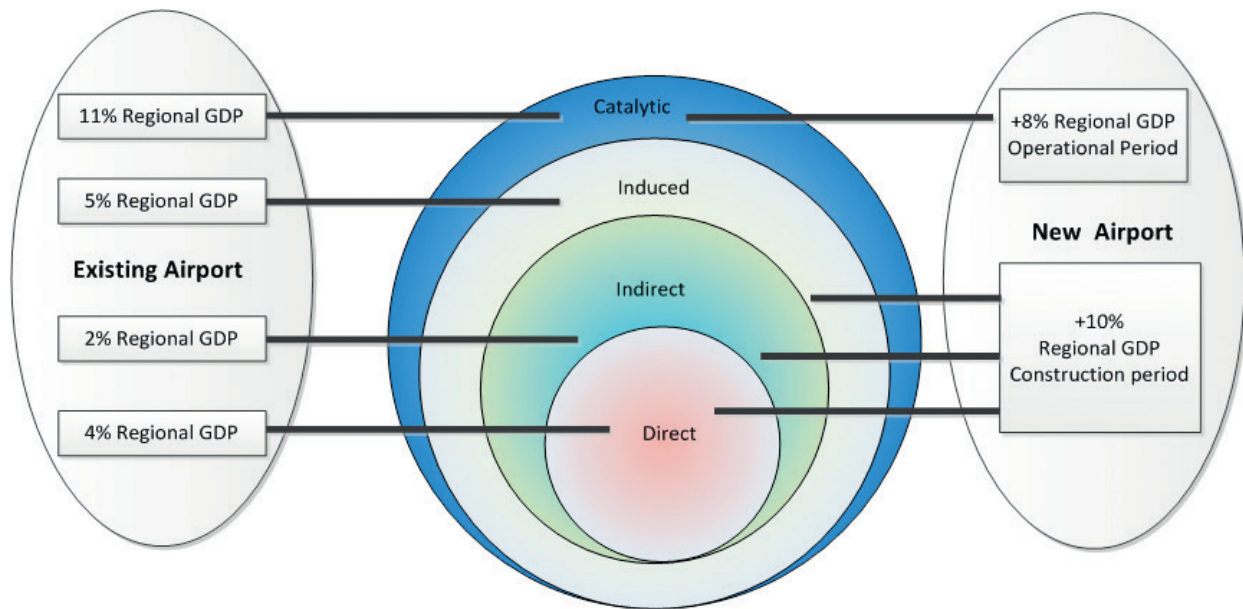 11% Regional GDP
5% Regional GDP
Existing Airport
2% Regional GDP
4% Regional GDP
Catalytic
Induced
Indirect
Direct
+8% Regional GDP
Operational Period
New Airport
+10%
Regional GDP
Construction period